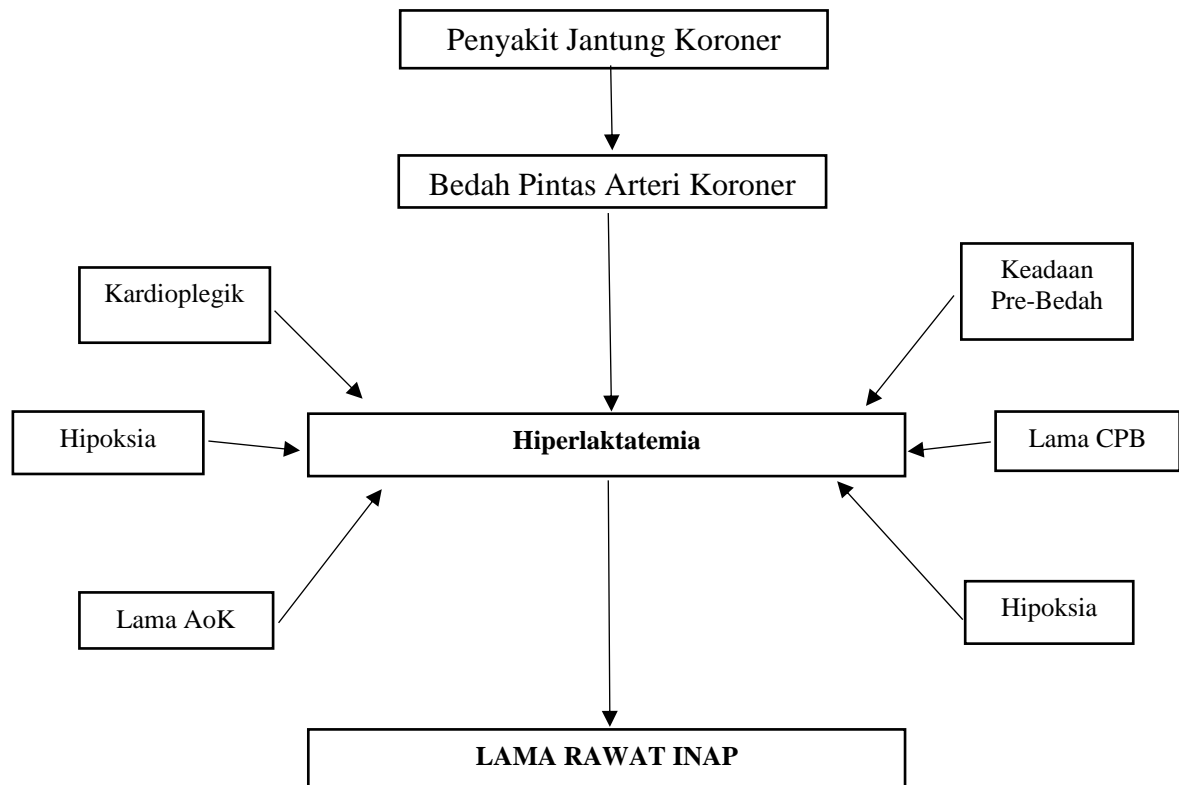 Penyakit Jantung Koroner
Bedah Pintas Arteri Koroner
Kardioplegik
Keadaan
Pre-Bedah
Hipoksia
Hiperlaktatemia
Lama CPB
Lama AoK
Hipoksia
LAMA RAWAT INAP